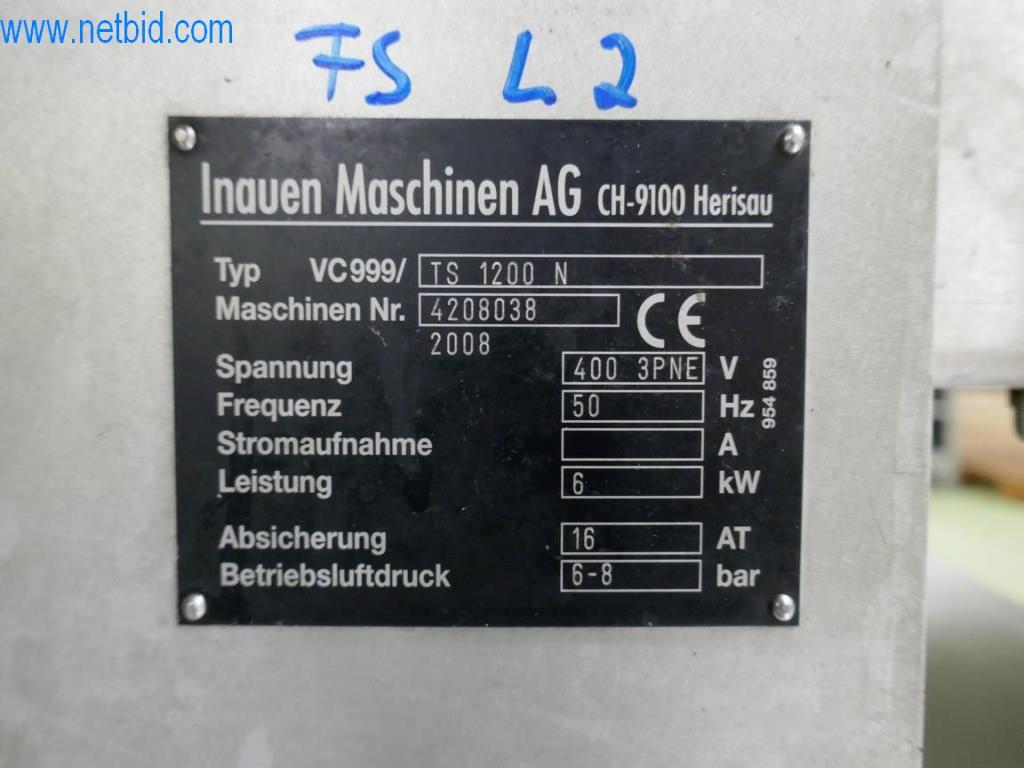 www.netbid.com
FS L2
Inauen Maschinen AG CH-9100 Herisau
Typ VC999/ TS 1200 N
Maschinen Nr. 4208038
2008
CE
Spannung 400 3PNE V
Frequenz 50 Hz
Stromaufnahme A
Leistung 6 kW
Absicherung 16 AT
Betriebsluftdruck 6-8 bar
954 859